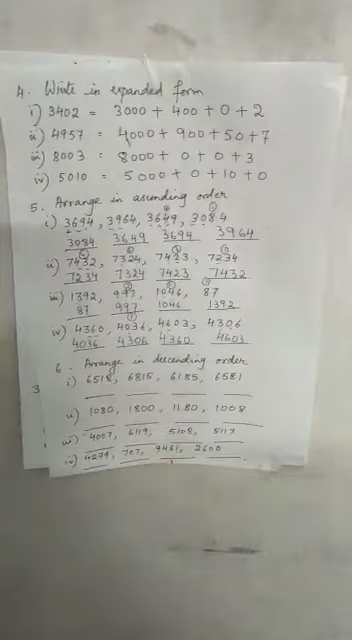 4. Write in expanded form
i) 3402 = 3000 + 400 + 0 + 2
ii) 4957 = 4000 + 900 + 50 + 7
iii) 8003 = 8000 + 0 + 0 + 3
iv) 5010 = 5000 + 0 + 10 + 0
5. Arrange in ascending order
i) 3694, 3964, 3649, 3084
3084 3649 3694 3964
ii) 7432, 7324, 7423, 7234
7234 7324 7423 7432
iii) 1392, 997, 1046, 87
87 997 1046 1392
iv) 4360, 4036, 4603, 4306
4036 4306 4360 4603
6. Arrange in descending order
i) 6518, 6815, 6185, 6581
3
ii) 1080, 1800, 1180, 1008
iii) 4007, 6119, 5108, 5117
iv) 4279, 707, 9461, 2600